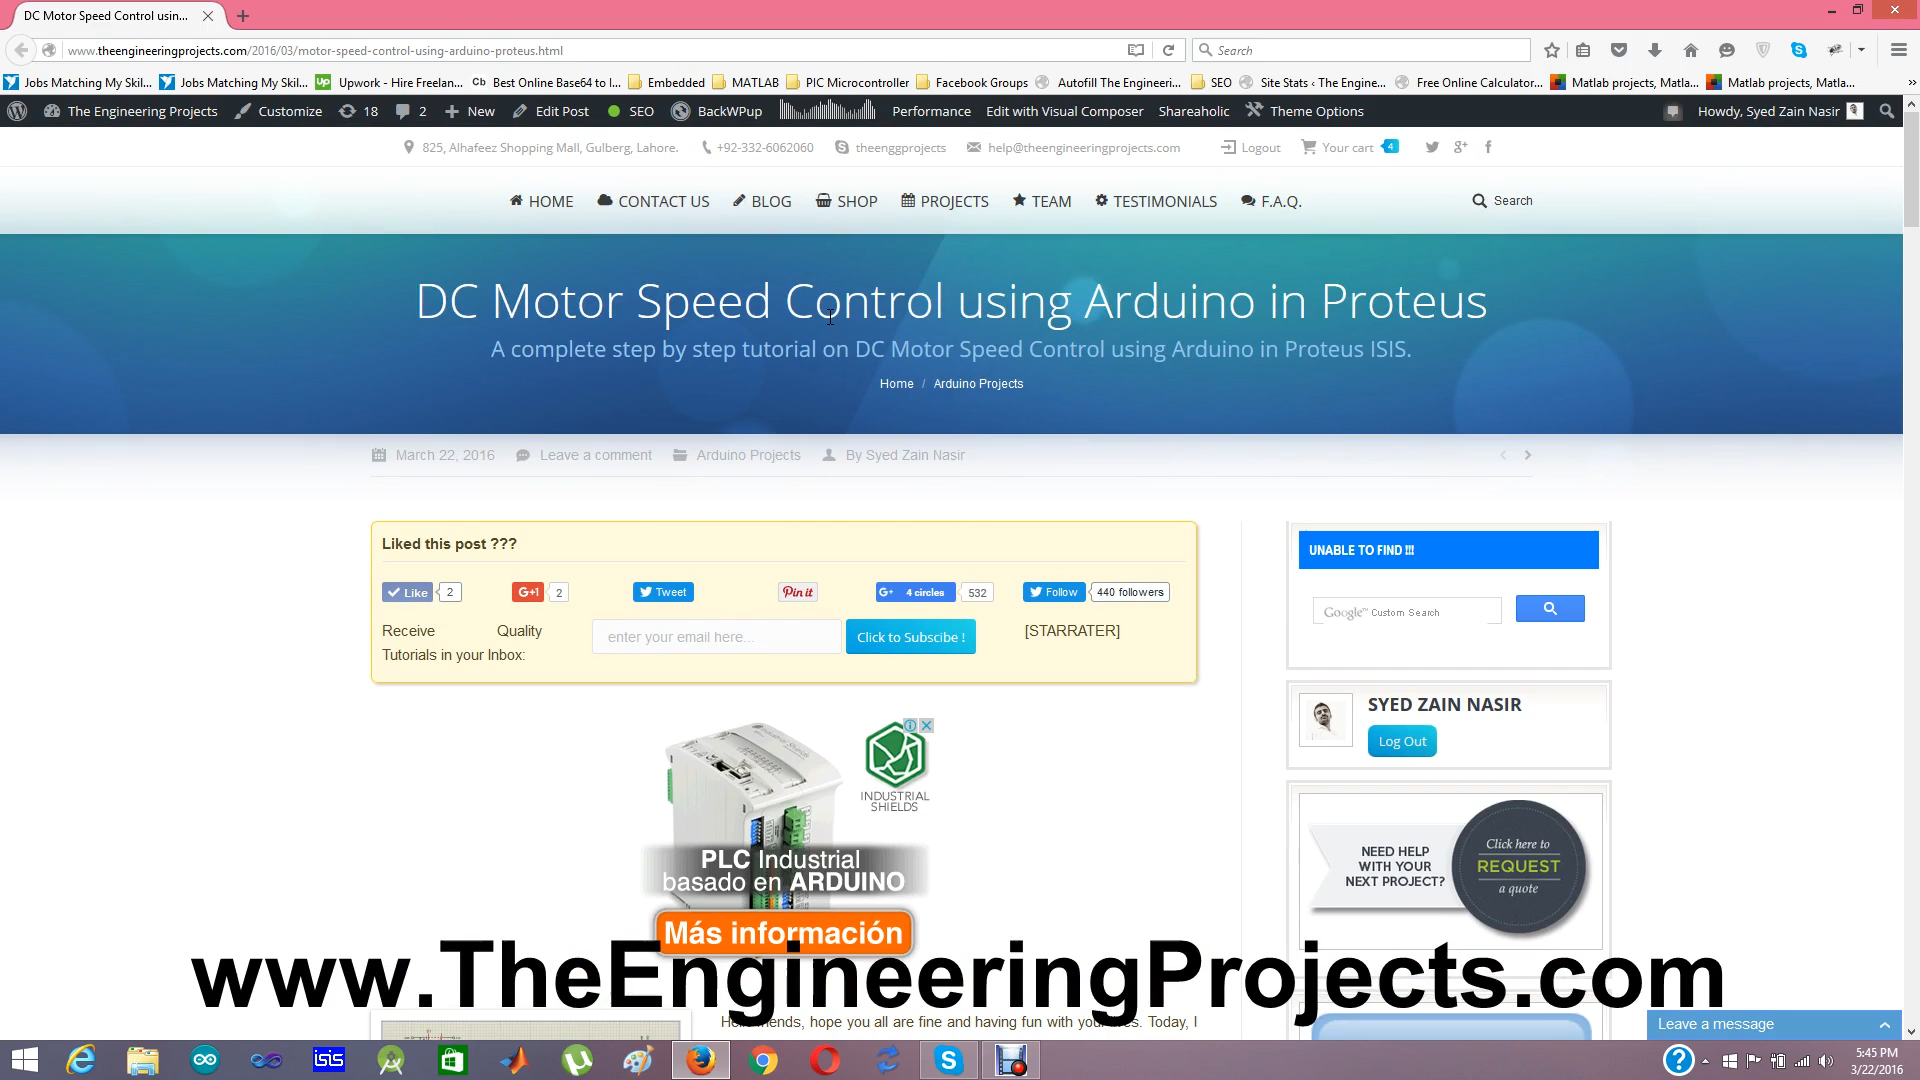 DC Motor Speed Control usin...
www.theengineeringprojects.com/2016/03/motor-speed-control-using-arduino-proteus.html
Search
Jobs Matching My Skil... Jobs Matching My Skil... Up Upwork - Hire Freelan... Cb Best Online Base64 to I... Embedded MATLAB PIC Microcontroller Facebook Groups Autofill The Engineeri... SEO Site Stats ‹ The Engine... Free Online Calculator... Matlab projects, Matla... Matlab projects, Matla... »
The Engineering Projects Customize 18 2 New Edit Post SEO BackWPup Performance Edit with Visual Composer Shareaholic Theme Options Howdy, Syed Zain Nasir
825, Alhafeez Shopping Mall, Gulberg, Lahore. +92-332-6062060 theenggprojects help@theengineeringprojects.com Logout Your cart 4
HOME CONTACT US BLOG SHOP PROJECTS TEAM TESTIMONIALS F.A.Q. Search
DC Motor Speed Control using Arduino in Proteus
A complete step by step tutorial on DC Motor Speed Control using Arduino in Proteus ISIS.
Home / Arduino Projects
March 22, 2016 Leave a comment Arduino Projects By Syed Zain Nasir
Liked this post ???
Like 2 G+1 2 Tweet Pin it G+ 4 circles 532 Follow 440 followers
Receive Quality
Tutorials in your Inbox:
enter your email here...
Click to Subscibe !
[STARRATER]
UNABLE TO FIND !!!
Google™ Custom Search
SYED ZAIN NASIR
Log Out
INDUSTRIAL
SHIELDS
PLC Industrial
basado en ARDUINO
Más información
NEED HELP
WITH YOUR
NEXT PROJECT?
Click here to
REQUEST
a quote
www.TheEngineeringProjects.com
friends, hope you all are fine and having fun with Today, I
Leave a message
isis
5:45 PM
3/22/2016